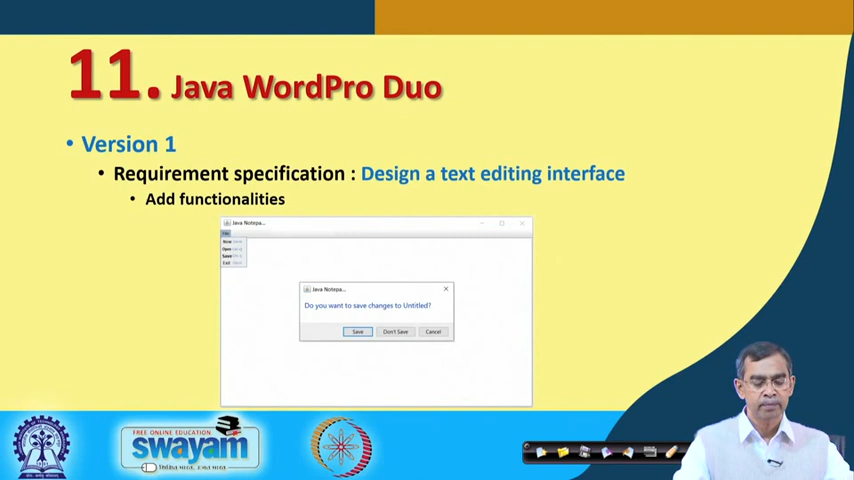 11. Java WordPro Duo
• Version 1
• Requirement specification : Design a text editing interface
• Add functionalities
Java Notepa...
File
New
Open
Save
Exit
Java Notepa...
Do you want to save changes to Untitled?
Save Don't Save Cancel
FREE ONLINE EDUCATION
swayam